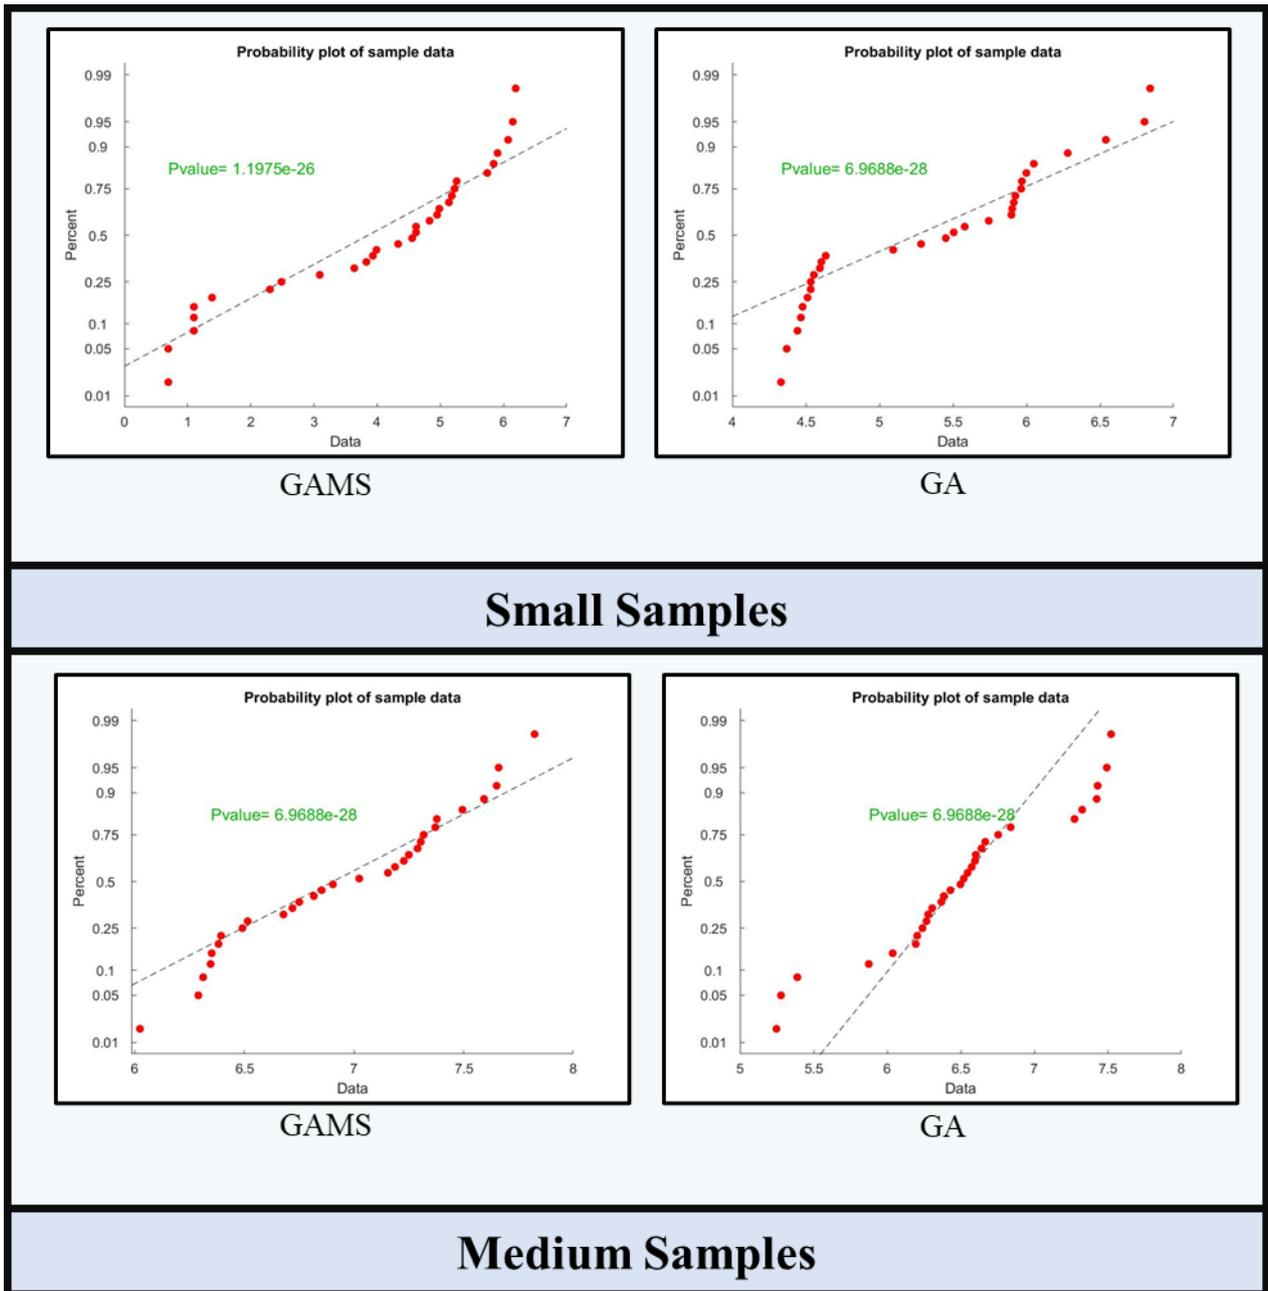 Probability plot of sample data
0.99
0.95
0.9
Pvalue= 1.1975e-26
0.75
Percent
0.5
0.25
0.1
0.05
0.01
0 1 2 3 4 5 6 7
Data
GAMS
Probability plot of sample data
0.99
0.95
0.9
Pvalue= 6.9688e-28
0.75
Percent
0.5
0.25
0.1
0.05
0.01
4 4.5 5 5.5 6 6.5 7
Data
GA
Small Samples
Probability plot of sample data
0.99
0.95
0.9
Pvalue= 6.9688e-28
0.75
Percent
0.5
0.25
0.1
0.05
0.01
6 6.5 7 7.5 8
Data
GAMS
Probability plot of sample data
0.99
0.95
0.9
Pvalue= 6.9688e-28
0.75
Percent
0.5
0.25
0.1
0.05
0.01
5 5.5 6 6.5 7 7.5 8
Data
GA
Medium Samples